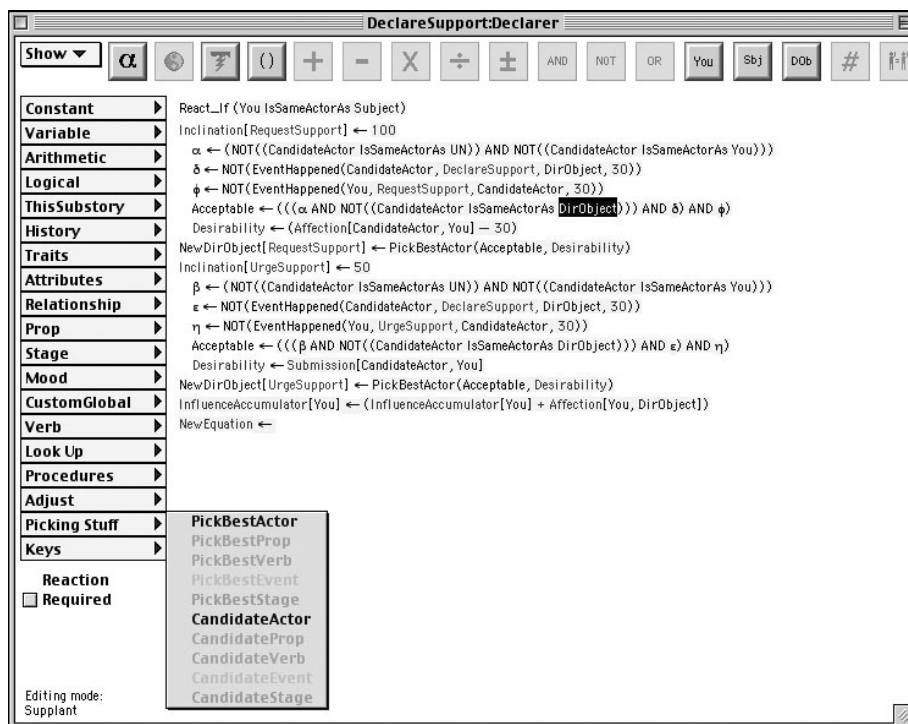 DeclareSupport:Declarer
Show ▼ α () + - X ÷ ± AND NOT OR You Sbj DOb #
Constant
Variable
Arithmetic
Logical
ThisSubstory
History
Traits
Attributes
Relationship
Prop
Stage
Mood
CustomGlobal
Verb
Look Up
Procedures
Adjust
Picking Stuff
Keys
React_If (You IsSameActorAs Subject)
Inclination[RequestSupport] ← 100
α ← (NOT((CandidateActor IsSameActorAs UN)) AND NOT((CandidateActor IsSameActorAs You)))
δ ← NOT(EventHappened(CandidateActor, DeclareSupport, DirObject, 30))
ϕ ← NOT(EventHappened(You, RequestSupport, CandidateActor, 30))
Acceptable ← (((α AND NOT((CandidateActor IsSameActorAs DirObject))) AND δ) AND ϕ)
Desirability ← (Affection[CandidateActor, You] – 30)
NewDirObject[RequestSupport] ← PickBestActor(Acceptable, Desirability)
Inclination[UrgeSupport] ← 50
β ← (NOT((CandidateActor IsSameActorAs UN)) AND NOT((CandidateActor IsSameActorAs You)))
ε ← NOT(EventHappened(CandidateActor, DeclareSupport, DirObject, 30))
η ← NOT(EventHappened(You, UrgeSupport, CandidateActor, 30))
Acceptable ← (((β AND NOT((CandidateActor IsSameActorAs DirObject))) AND ε) AND η)
Desirability ← Submission[CandidateActor, You]
NewDirObject[UrgeSupport] ← PickBestActor(Acceptable, Desirability)
InfluenceAccumulator[You] ← (InfluenceAccumulator[You] + Affection[You, DirObject])
NewEquation ←
PickBestActor
PickBestProp
PickBestVerb
PickBestEvent
PickBestStage
CandidateActor
CandidateProp
CandidateVerb
CandidateEvent
CandidateStage
Reaction
Required
Editing mode:
Supplant